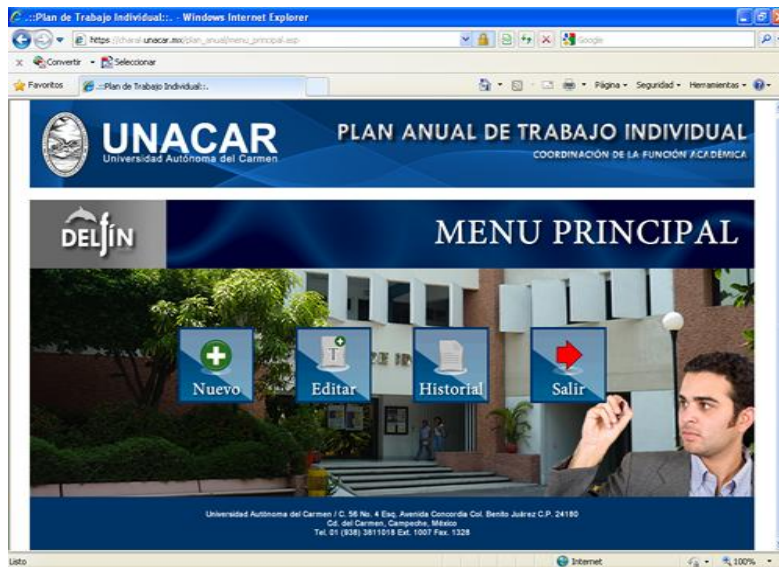 .::Plan de Trabajo Individual::. - Windows Internet Explorer
https://charal.unacar.mx/plan_anual/menu_principal.asp
Google
Convertir
Seleccionar
Favoritos
.::Plan de Trabajo Individual::.
Página
Seguridad
Herramientas
UNACAR
Universidad Autónoma del Carmen
PLAN ANUAL DE TRABAJO INDIVIDUAL
COORDINACIÓN DE LA FUNCIÓN ACADÉMICA
DELfÍN
MENU PRINCIPAL
Nuevo
Editar
Historial
Salir
Universidad Autónoma del Carmen / C. 56 No. 4 Esq. Avenida Concordia Col. Benito Juárez C.P. 24180
Cd. del Carmen, Campeche, México
Tel. 01 (938) 3811018 Ext. 1007 Fax. 1328
Listo
Internet
100%